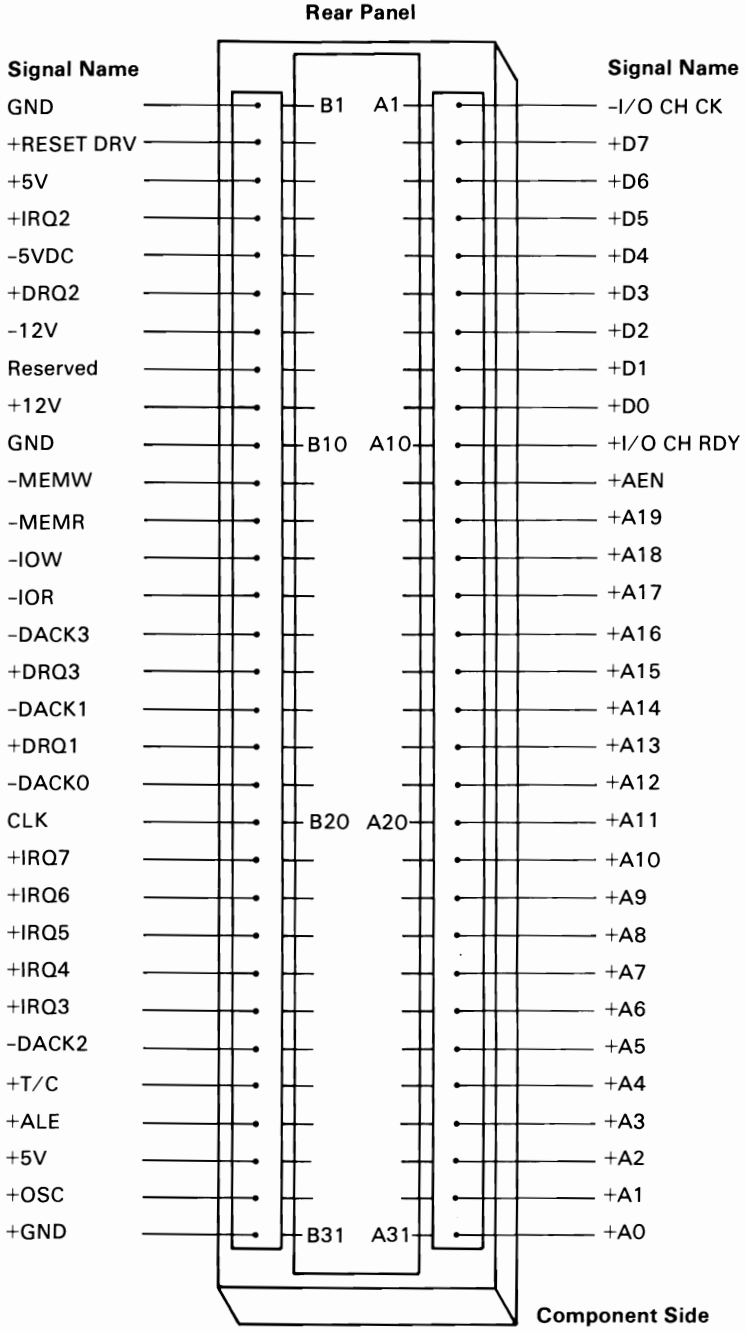 Rear Panel
Signal Name Signal Name
GND B1 A1 -I/O CH CK
+RESET DRV +D7
+5V +D6
+IRQ2 +D5
-5VDC +D4
+DRQ2 +D3
-12V +D2
Reserved +D1
+12V +D0
GND B10 A10 +I/O CH RDY
-MEMW +AEN
-MEMR +A19
-IOW +A18
-IOR +A17
-DACK3 +A16
+DRQ3 +A15
-DACK1 +A14
+DRQ1 +A13
-DACK0 +A12
CLK B20 A20 +A11
+IRQ7 +A10
+IRQ6 +A9
+IRQ5 +A8
+IRQ4 +A7
+IRQ3 +A6
-DACK2 +A5
+T/C +A4
+ALE +A3
+5V +A2
+OSC +A1
+GND B31 A31 +A0
Component Side